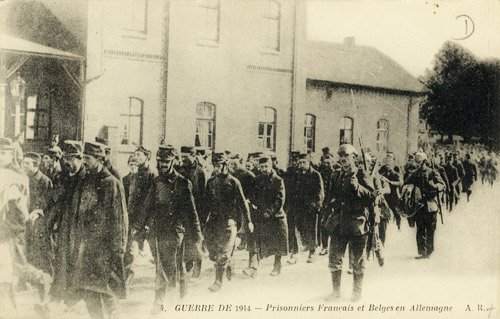 D
4. GUERRE DE 1914 — Prisonniers Français et Belges en Allemagne A. R.